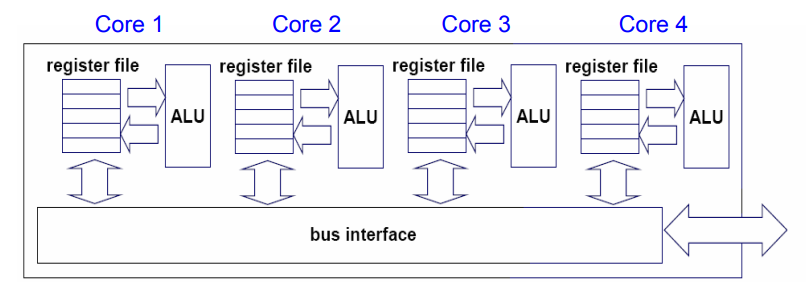 Core 1 Core 2 Core 3 Core 4
register file register file register file register file
ALU ALU ALU ALU
bus interface